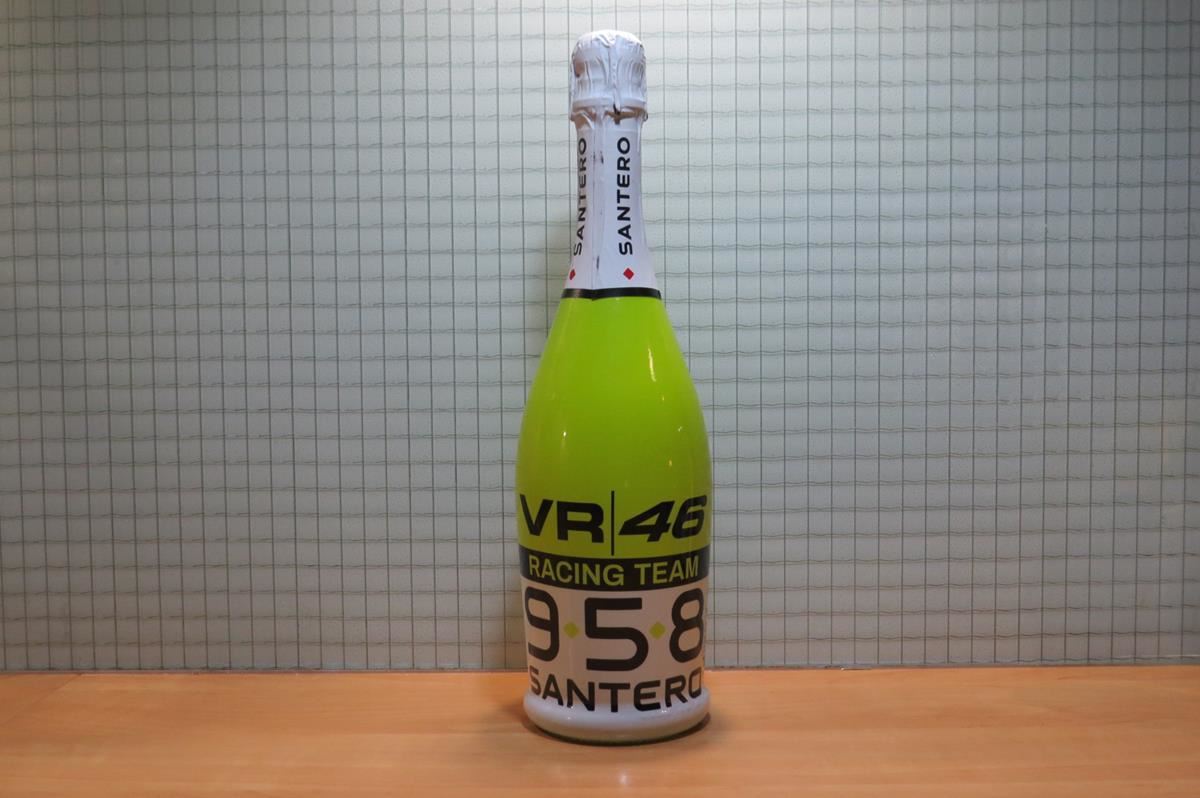 SANTERO
SANTERO
VR|46
RACING TEAM
9·5·8
SANTERO